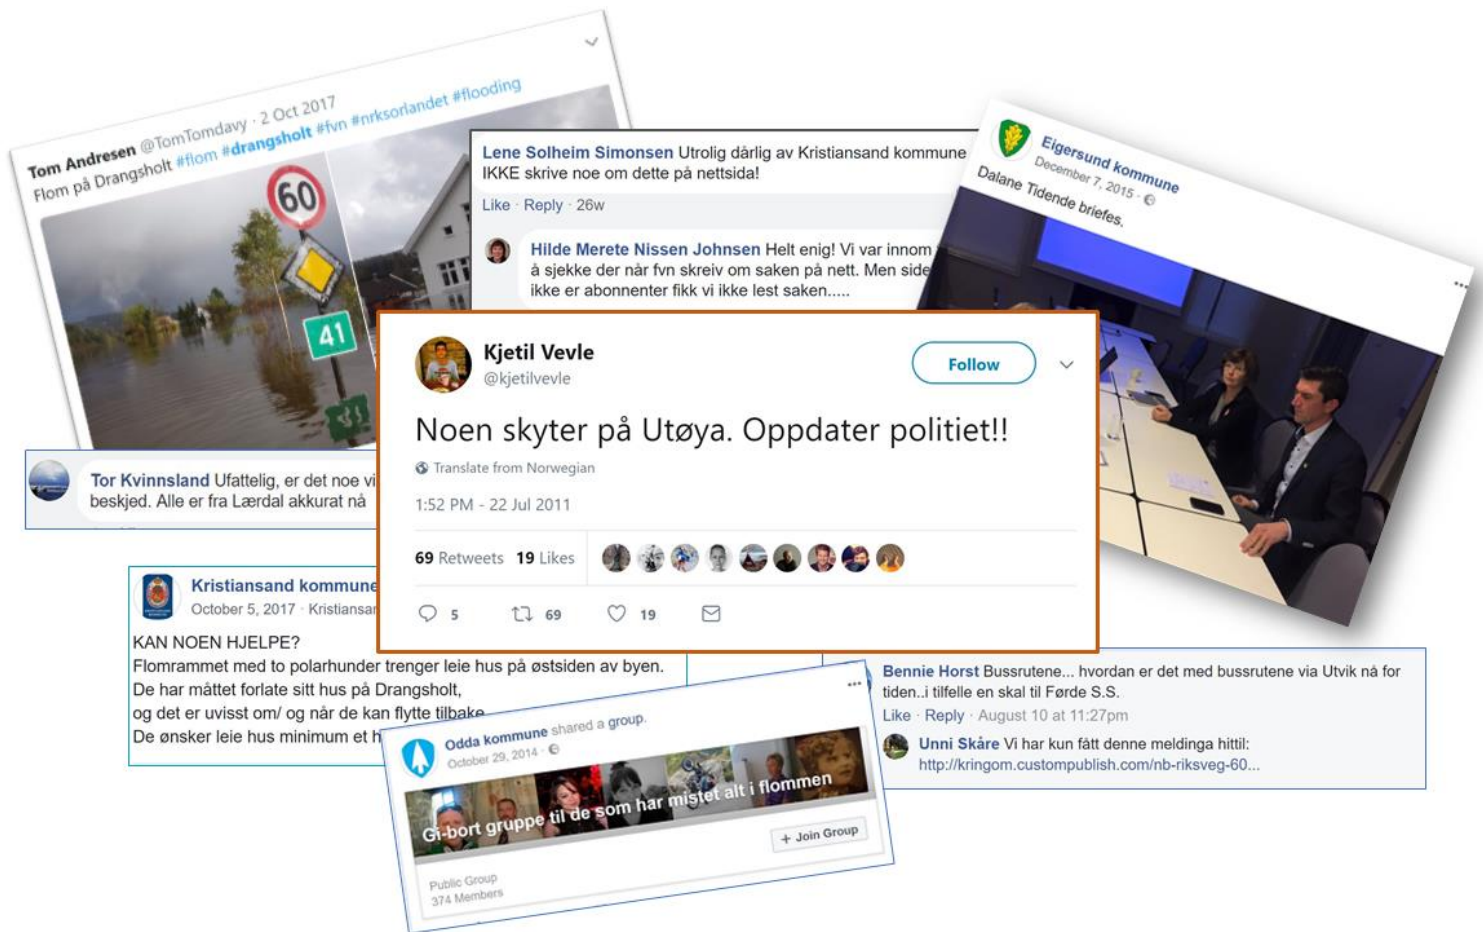 Tom Andresen @TomTomdavy · 2 Oct 2017
Flom på Drangsholt #flom #drangsholt #fvn #nrksorlandet #flooding
60
41
Lene Solheim Simonsen Utrolig dårlig av Kristiansand kommune
IKKE skrive noe om dette på nettsida!
Like · Reply · 26w
Hilde Merete Nissen Johnsen Helt enig! Vi var innom
å sjekke der når fvn skreiv om saken på nett. Men side
ikke er abonnenter fikk vi ikke lest saken.....
Eigersund kommune
December 7, 2015 ·
Dalane Tidende briefes.
Kjetil Vevle
@kjetilvevle
Follow
Noen skyter på Utøya. Oppdater politiet!!
Translate from Norwegian
1:52 PM - 22 Jul 2011
69 Retweets 19 Likes
5 69 19
Tor Kvinnsland Ufattelig, er det noe vi
beskjed. Alle er fra Lærdal akkurat nå
Kristiansand kommune
October 5, 2017 · Kristiansan
KAN NOEN HJELPE?
Flomrammet med to polarhunder trenger leie hus på østsiden av byen.
De har måttet forlate sitt hus på Drangsholt,
og det er uvisst om/ og når de kan flytte tilbake
De ønsker leie hus minimum et h
Odda kommune shared a group.
October 29, 2014 ·
Gi-bort gruppe til de som har mistet alt i flommen
+ Join Group
Public Group
374 Members
Bennie Horst Bussrutene... hvordan er det med bussrutene via Utvik nå for
tiden..i tilfelle en skal til Førde S.S.
Like · Reply · August 10 at 11:27pm
Unni Skåre Vi har kun fått denne meldinga hittil:
http://kringom.custompublish.com/nb-riksveg-60...